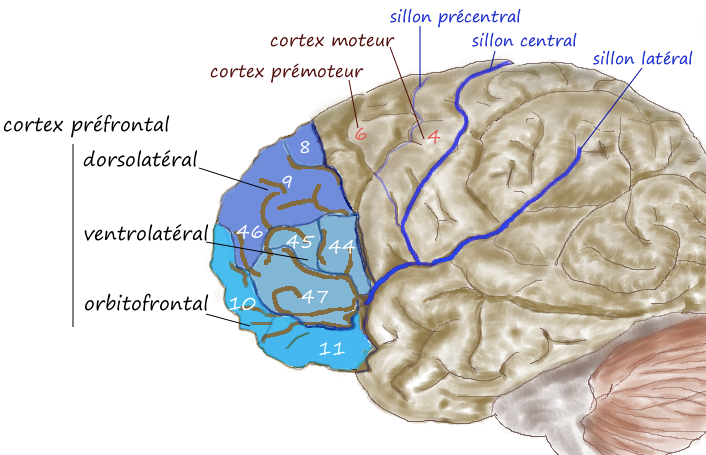 sillon précentral
cortex moteur
sillon central
sillon latéral
cortex prémoteur
cortex préfrontal
6
4
8
dorsolatéral
9
ventrolatéral
46
45
44
orbitofrontal
10
47
11